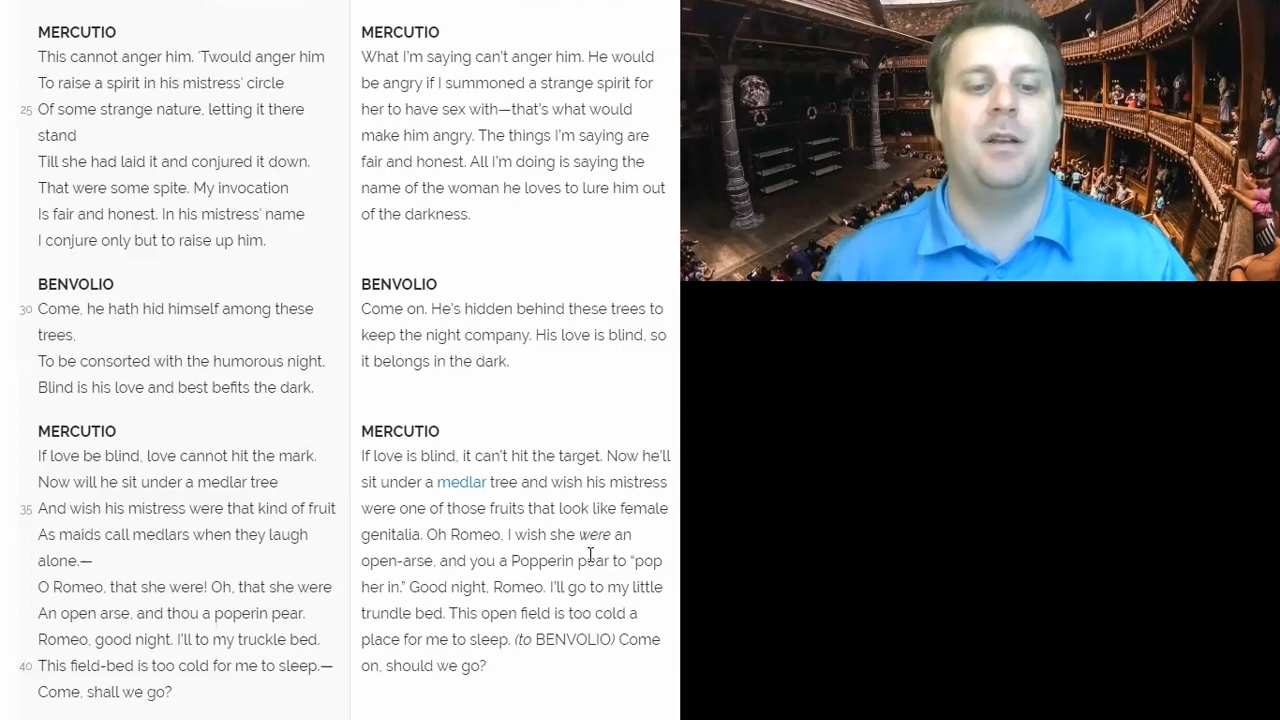 MERCUTIO
This cannot anger him. 'Twould anger him
To raise a spirit in his mistress' circle
25 Of some strange nature, letting it there
stand
Till she had laid it and conjured it down.
That were some spite. My invocation
Is fair and honest. In his mistress' name
I conjure only but to raise up him.
BENVOLIO
30 Come, he hath hid himself among these
trees,
To be consorted with the humorous night.
Blind is his love and best befits the dark.
MERCUTIO
If love be blind, love cannot hit the mark.
Now will he sit under a medlar tree
35 And wish his mistress were that kind of fruit
As maids call medlars when they laugh
alone.—
O Romeo, that she were! Oh, that she were
An open arse, and thou a poperin pear.
Romeo, good night. I'll to my truckle bed.
40 This field-bed is too cold for me to sleep.—
Come, shall we go?
MERCUTIO
What I'm saying can't anger him. He would
be angry if I summoned a strange spirit for
her to have sex with—that's what would
make him angry. The things I'm saying are
fair and honest. All I'm doing is saying the
name of the woman he loves to lure him out
of the darkness.
BENVOLIO
Come on. He's hidden behind these trees to
keep the night company. His love is blind, so
it belongs in the dark.
MERCUTIO
If love is blind, it can't hit the target. Now he'll
sit under a medlar tree and wish his mistress
were one of those fruits that look like female
genitalia. Oh Romeo, I wish she were an
open-arse, and you a Popperin pear to “pop
her in.” Good night, Romeo. I'll go to my little
trundle bed. This open field is too cold a
place for me to sleep. (to BENVOLIO) Come
on, should we go?